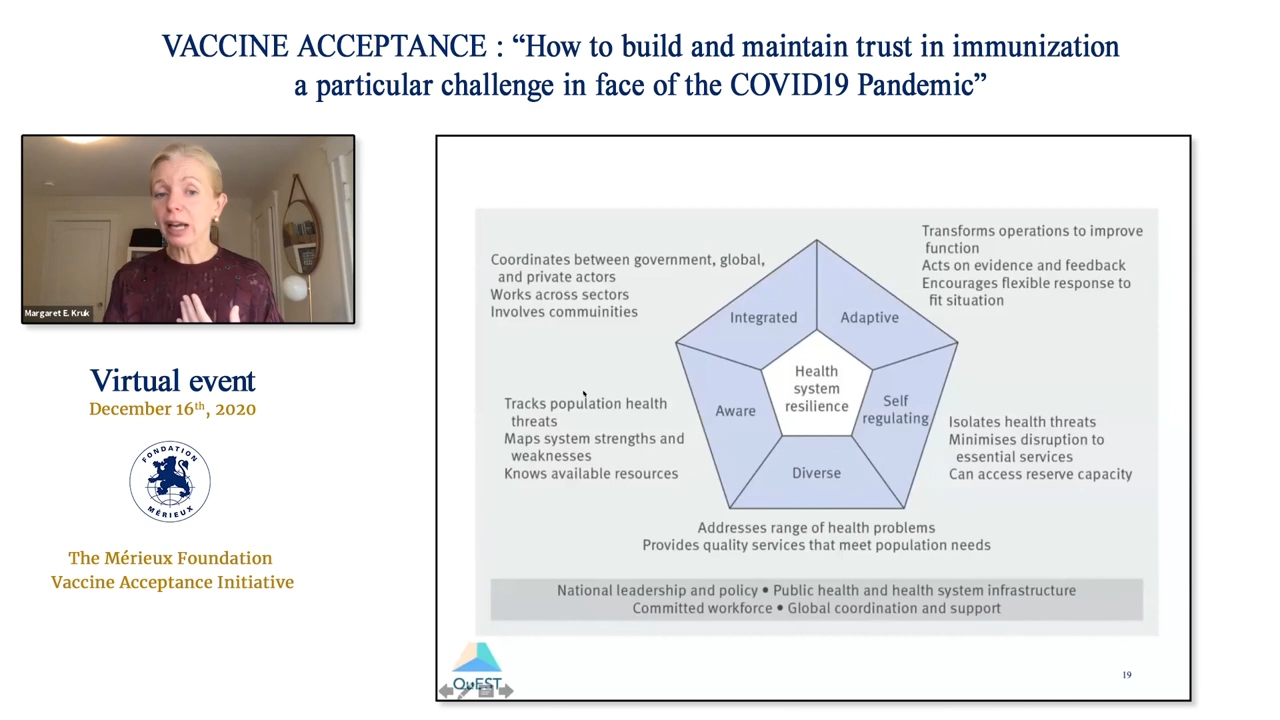 VACCINE ACCEPTANCE : “How to build and maintain trust in immunization
a particular challenge in face of the COVID19 Pandemic”
Margaret E. Kruk
Virtual event
December 16th, 2020
FONDATION
MÉRIEUX
The Mérieux Foundation
Vaccine Acceptance Initiative
Coordinates between government, global,
and private actors
Works across sectors
Involves commuinities
Transforms operations to improve
function
Acts on evidence and feedback
Encourages flexible response to
fit situation
Integrated
Adaptive
Health
system
resilience
Aware
Self
regulating
Diverse
Tracks population health
threats
Maps system strengths and
weaknesses
Knows available resources
Isolates health threats
Minimises disruption to
essential services
Can access reserve capacity
Addresses range of health problems
Provides quality services that meet population needs
National leadership and policy • Public health and health system infrastructure
Committed workforce • Global coordination and support
QuEST
19